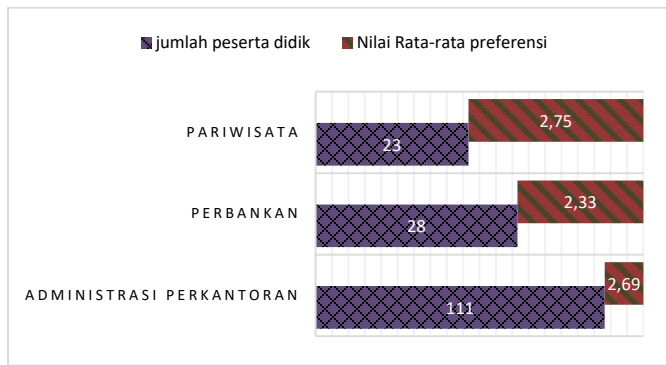 jumlah peserta didik Nilai Rata-rata preferensi
PARIWISATA
2,75
23
PERBANKAN
2,33
28
ADMINISTRASI PERKANTORAN
2,69
111